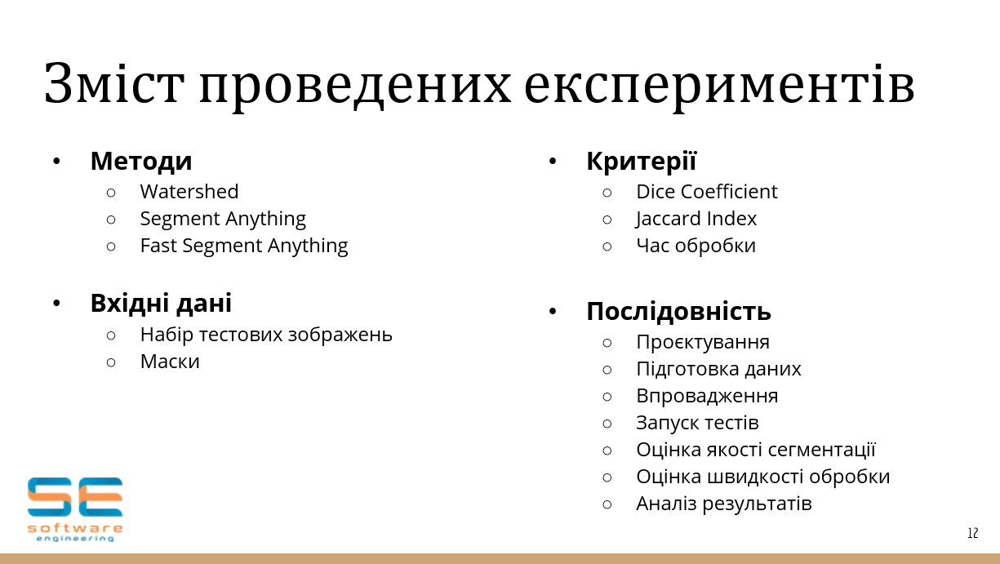 Зміст проведених експериментів
• Методи
○ Watershed
○ Segment Anything
○ Fast Segment Anything
• Вхідні дані
○ Набір тестових зображень
○ Маски
• Критерії
○ Dice Coefficient
○ Jaccard Index
○ Час обробки
• Послідовність
○ Проєктування
○ Підготовка даних
○ Впровадження
○ Запуск тестів
○ Оцінка якості сегментації
○ Оцінка швидкості обробки
○ Аналіз результатів
SE
software
engineering
12